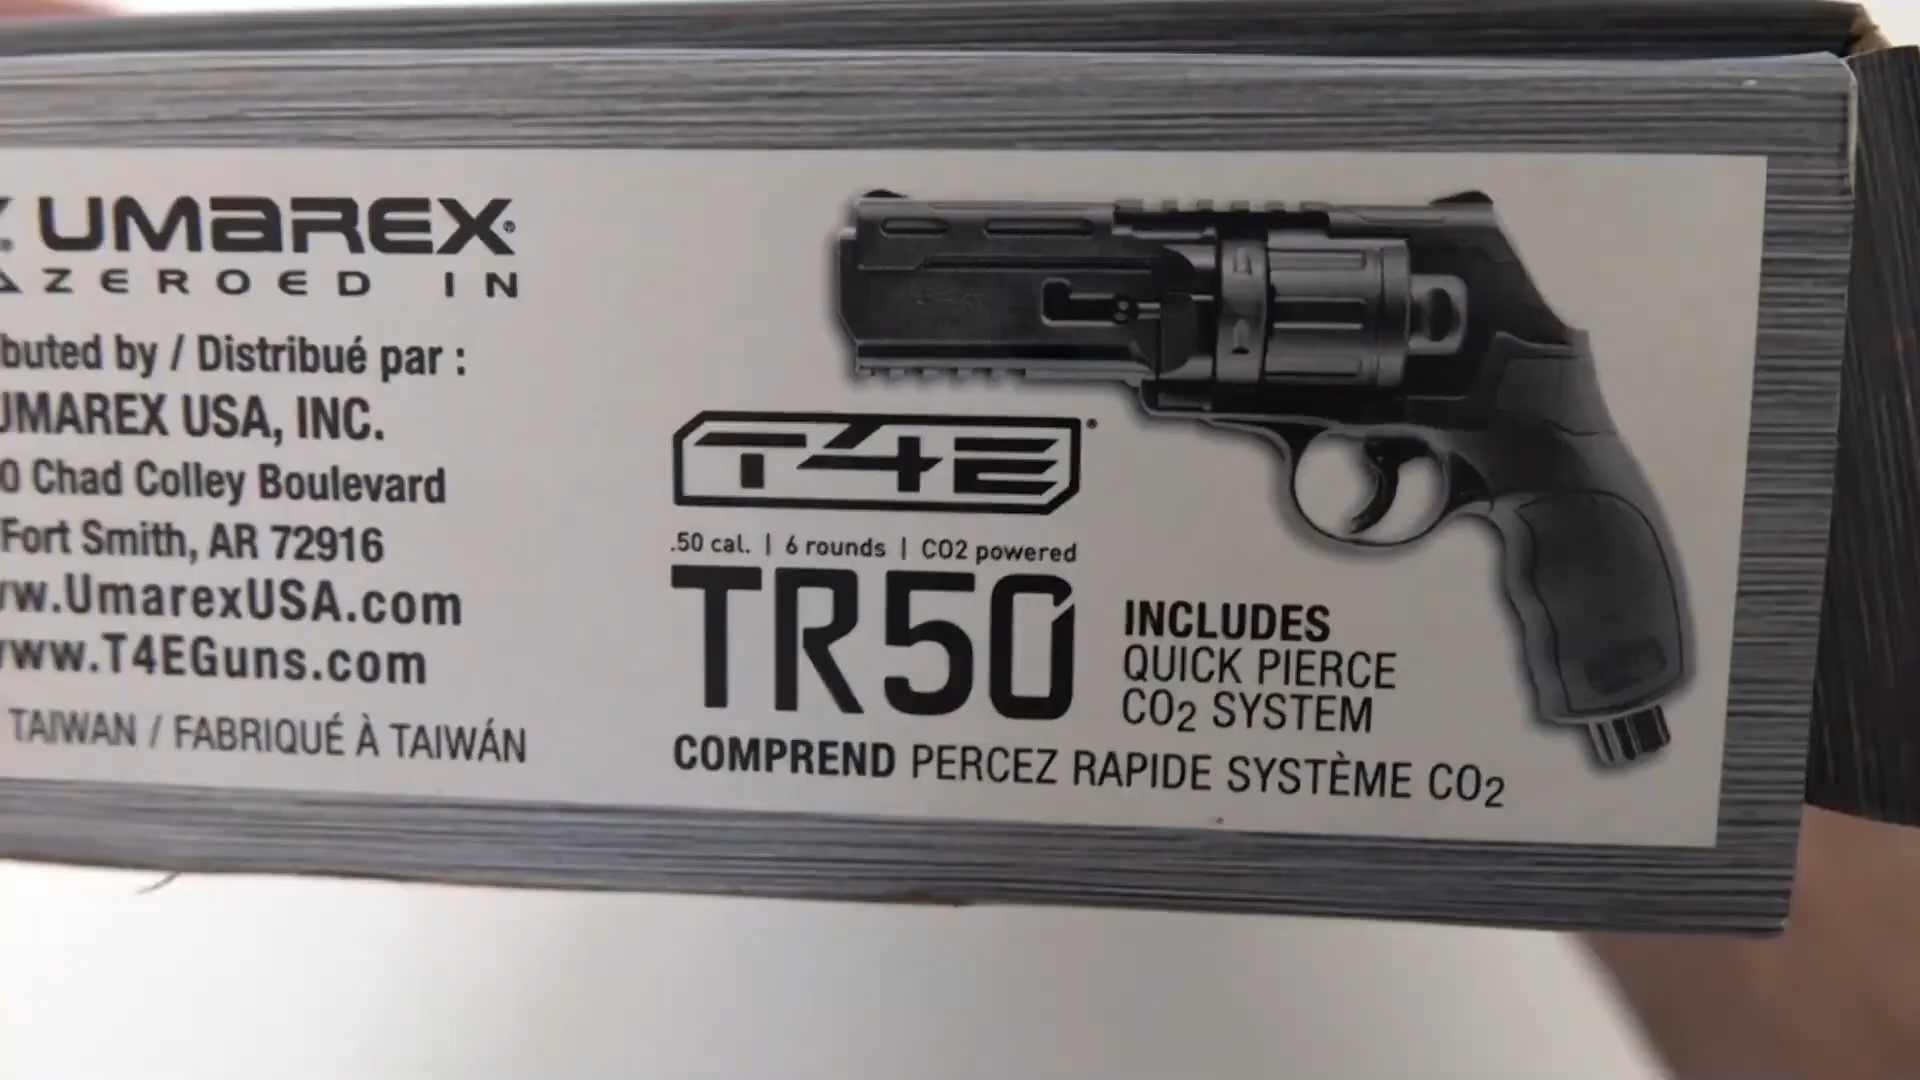 UMAREX®
ZEROED IN
buted by / Distribué par :
UMAREX USA, INC.
0 Chad Colley Boulevard
Fort Smith, AR 72916
w.UmarexUSA.com
ww.T4EGuns.com
TAIWAN / FABRIQUÉ À TAIWÁN
T4E®
.50 cal. | 6 rounds | CO2 powered
TR50
INCLUDES
QUICK PIERCE
CO2 SYSTEM
COMPREND PERCEZ RAPIDE SYSTÈME CO2